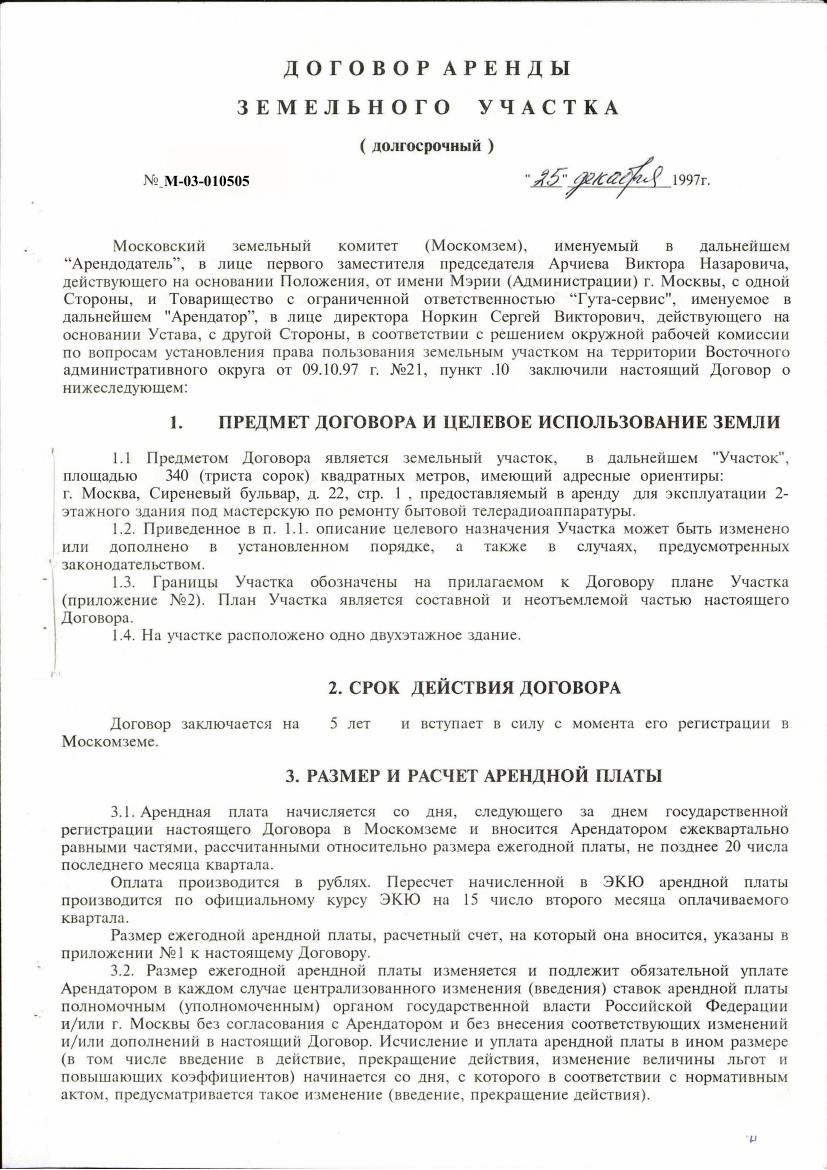 ДОГОВОР АРЕНДЫ
ЗЕМЕЛЬНОГО УЧАСТКА
( долгосрочный )
№ М-03-010505 "25" декабря 1997г.
Московский земельный комитет (Москомзем), именуемый в дальнейшем
“Арендодатель”, в лице первого заместителя председателя Арчиева Виктора Назаровича,
действующего на основании Положения, от имени Мэрии (Администрации) г. Москвы, с одной
Стороны, и Товарищество с ограниченной ответственностью “Гута-сервис", именуемое в
дальнейшем "Арендатор”, в лице директора Норкин Сергей Викторович, действующего на
основании Устава, с другой Стороны, в соответствии с решением окружной рабочей комиссии
по вопросам установления права пользования земельным участком на территории Восточного
административного округа от 09.10.97 г. №21, пункт .10 заключили настоящий Договор о
нижеследующем:
1. ПРЕДМЕТ ДОГОВОРА И ЦЕЛЕВОЕ ИСПОЛЬЗОВАНИЕ ЗЕМЛИ
1.1 Предметом Договора является земельный участок, в дальнейшем "Участок",
площадью 340 (триста сорок) квадратных метров, имеющий адресные ориентиры:
г. Москва, Сиреневый бульвар, д. 22, стр. 1 , предоставляемый в аренду для эксплуатации 2-
этажного здания под мастерскую по ремонту бытовой телерадиоаппаратуры.
1.2. Приведенное в п. 1.1. описание целевого назначения Участка может быть изменено
или дополнено в установленном порядке, а также в случаях, предусмотренных
законодательством.
1.3. Границы Участка обозначены на прилагаемом к Договору плане Участка
(приложение №2). План Участка является составной и неотъемлемой частью настоящего
Договора.
1.4. На участке расположено одно двухэтажное здание.
2. СРОК ДЕЙСТВИЯ ДОГОВОРА
Договор заключается на 5 лет и вступает в силу с момента его регистрации в
Москомземе.
3. РАЗМЕР И РАСЧЕТ АРЕНДНОЙ ПЛАТЫ
3.1. Арендная плата начисляется со дня, следующего за днем государственной
регистрации настоящего Договора в Москомземе и вносится Арендатором ежеквартально
равными частями, рассчитанными относительно размера ежегодной платы, не позднее 20 числа
последнего месяца квартала.
Оплата производится в рублях. Пересчет начисленной в ЭКЮ арендной платы
производится по официальному курсу ЭКЮ на 15 число второго месяца оплачиваемого
квартала.
Размер ежегодной арендной платы, расчетный счет, на который она вносится, указаны в
приложении №1 к настоящему Договору.
3.2. Размер ежегодной арендной платы изменяется и подлежит обязательной уплате
Арендатором в каждом случае централизованного изменения (введения) ставок арендной платы
полномочным (уполномоченным) органом государственной власти Российской Федерации
и/или г. Москвы без согласования с Арендатором и без внесения соответствующих изменений
и/или дополнений в настоящий Договор. Исчисление и уплата арендной платы в ином размере
(в том числе введение в действие, прекращение действия, изменение величины льгот и
повышающих коэффициентов) начинается со дня, с которого в соответствии с нормативным
актом, предусматривается такое изменение (введение, прекращение действия).